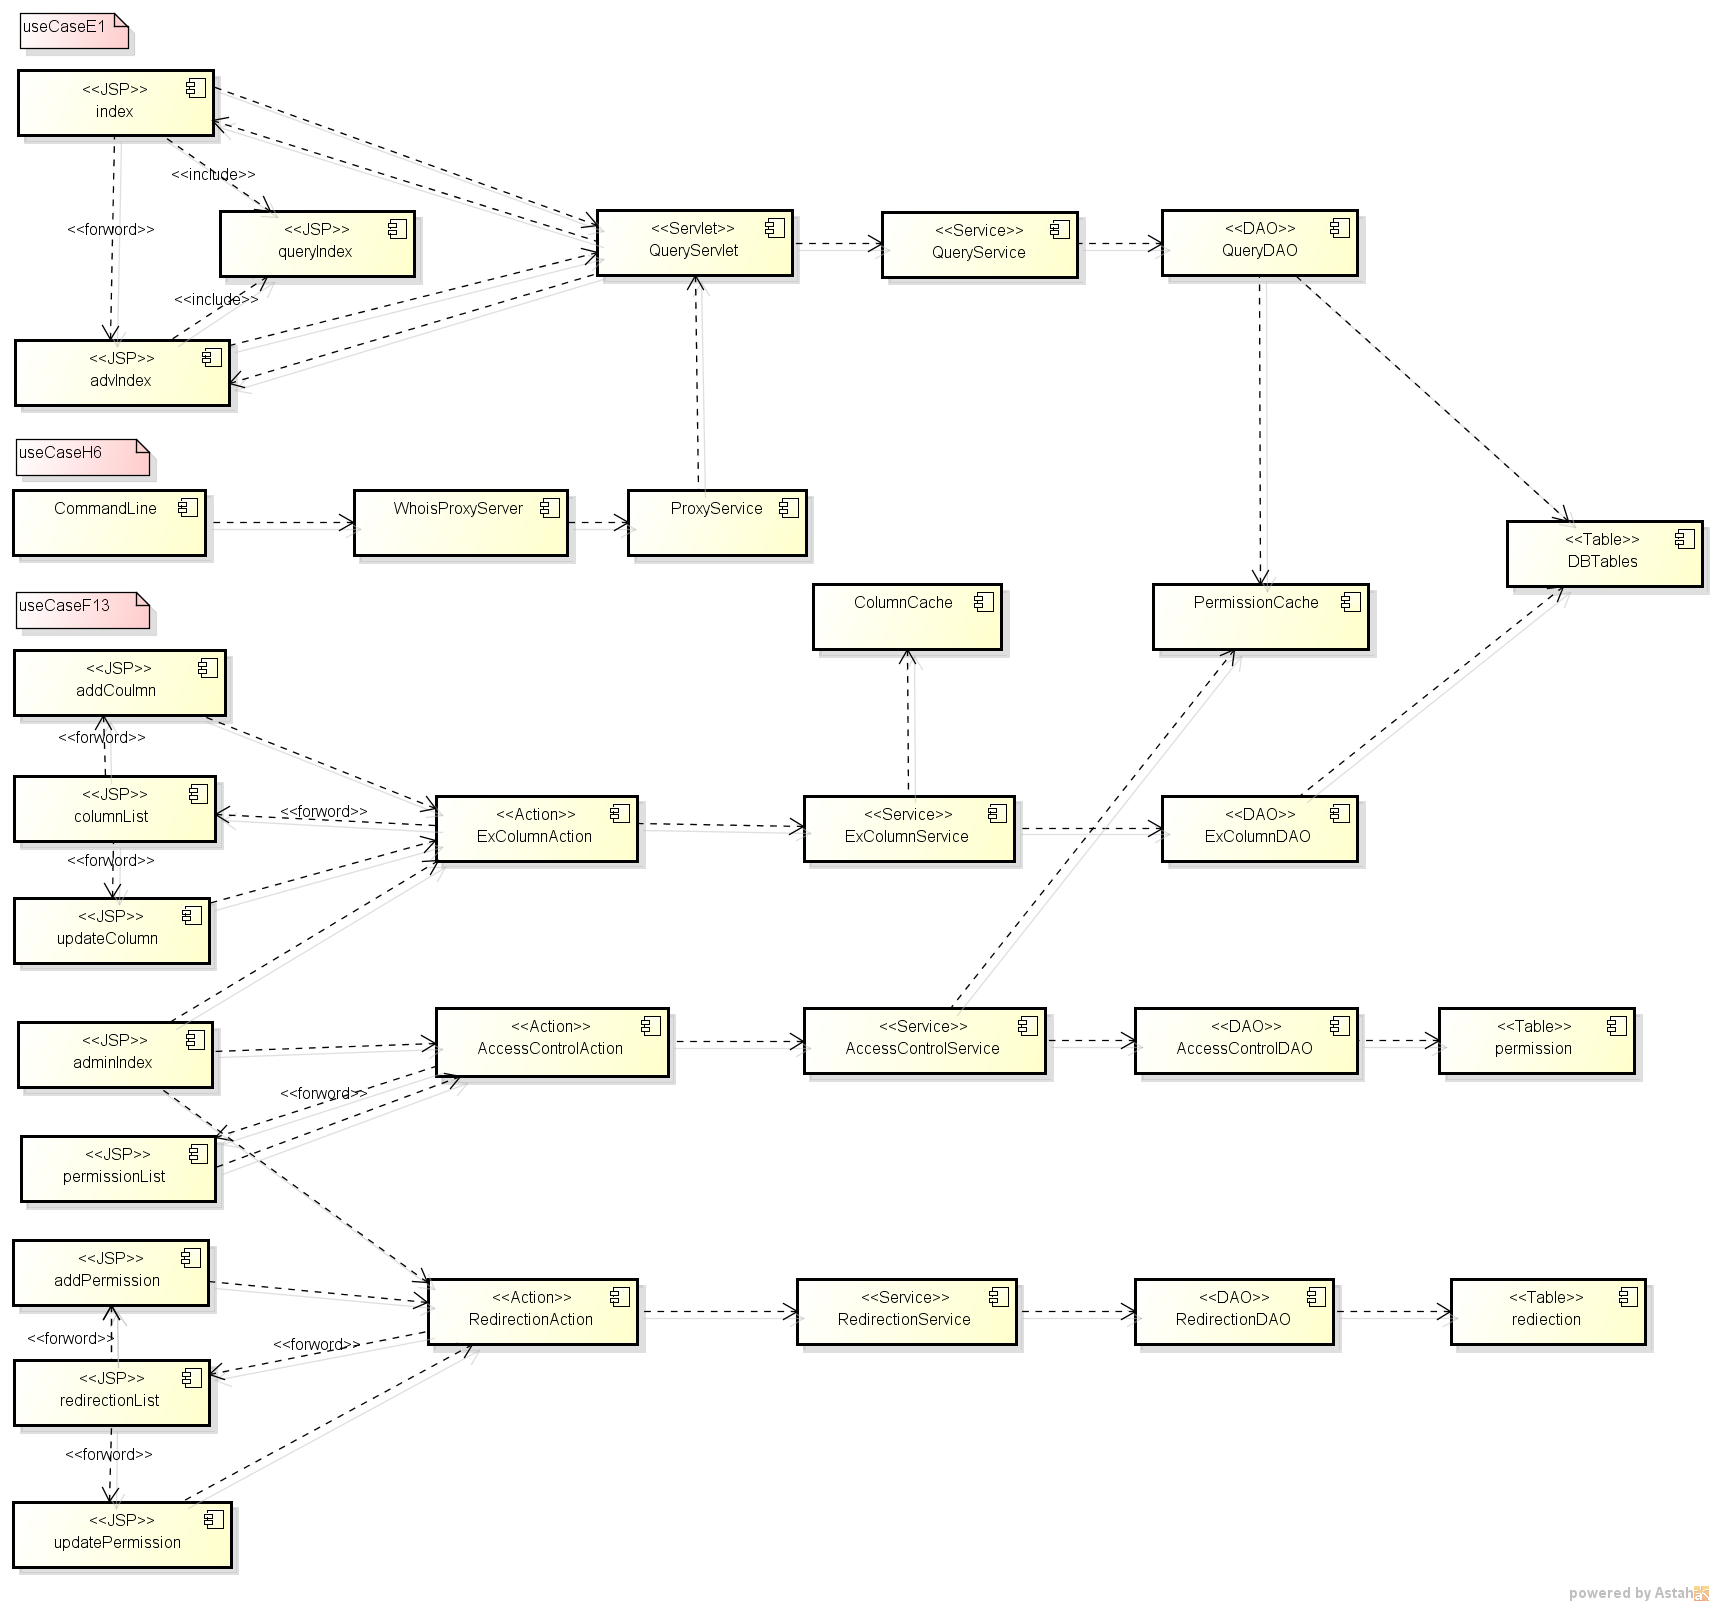 useCaseE1
<<JSP>>
index
<<include>>
<<forword>>
<<JSP>>
queryIndex
<<include>>
<<JSP>>
advIndex
<<Servlet>>
QueryServlet
<<Service>>
QueryService
<<DAO>>
QueryDAO
useCaseH6
CommandLine
WhoisProxyServer
ProxyService
<<Table>>
DBTables
ColumnCache
PermissionCache
useCaseF13
<<JSP>>
addCoulmn
<<forword>>
<<JSP>>
columnList
<<forword>>
<<forword>>
<<JSP>>
updateColumn
<<Action>>
ExColumnAction
<<Service>>
ExColumnService
<<DAO>>
ExColumnDAO
<<JSP>>
adminIndex
<<Action>>
AccessControlAction
<<Service>>
AccessControlService
<<DAO>>
AccessControlDAO
<<Table>>
permission
<<forword>>
<<JSP>>
permissionList
<<JSP>>
addPermission
<<forword>>
<<JSP>>
redirectionList
<<forword>>
<<forword>>
<<JSP>>
updatePermission
<<Action>>
RedirectionAction
<<Service>>
RedirectionService
<<DAO>>
RedirectionDAO
<<Table>>
rediection
powered by Astah